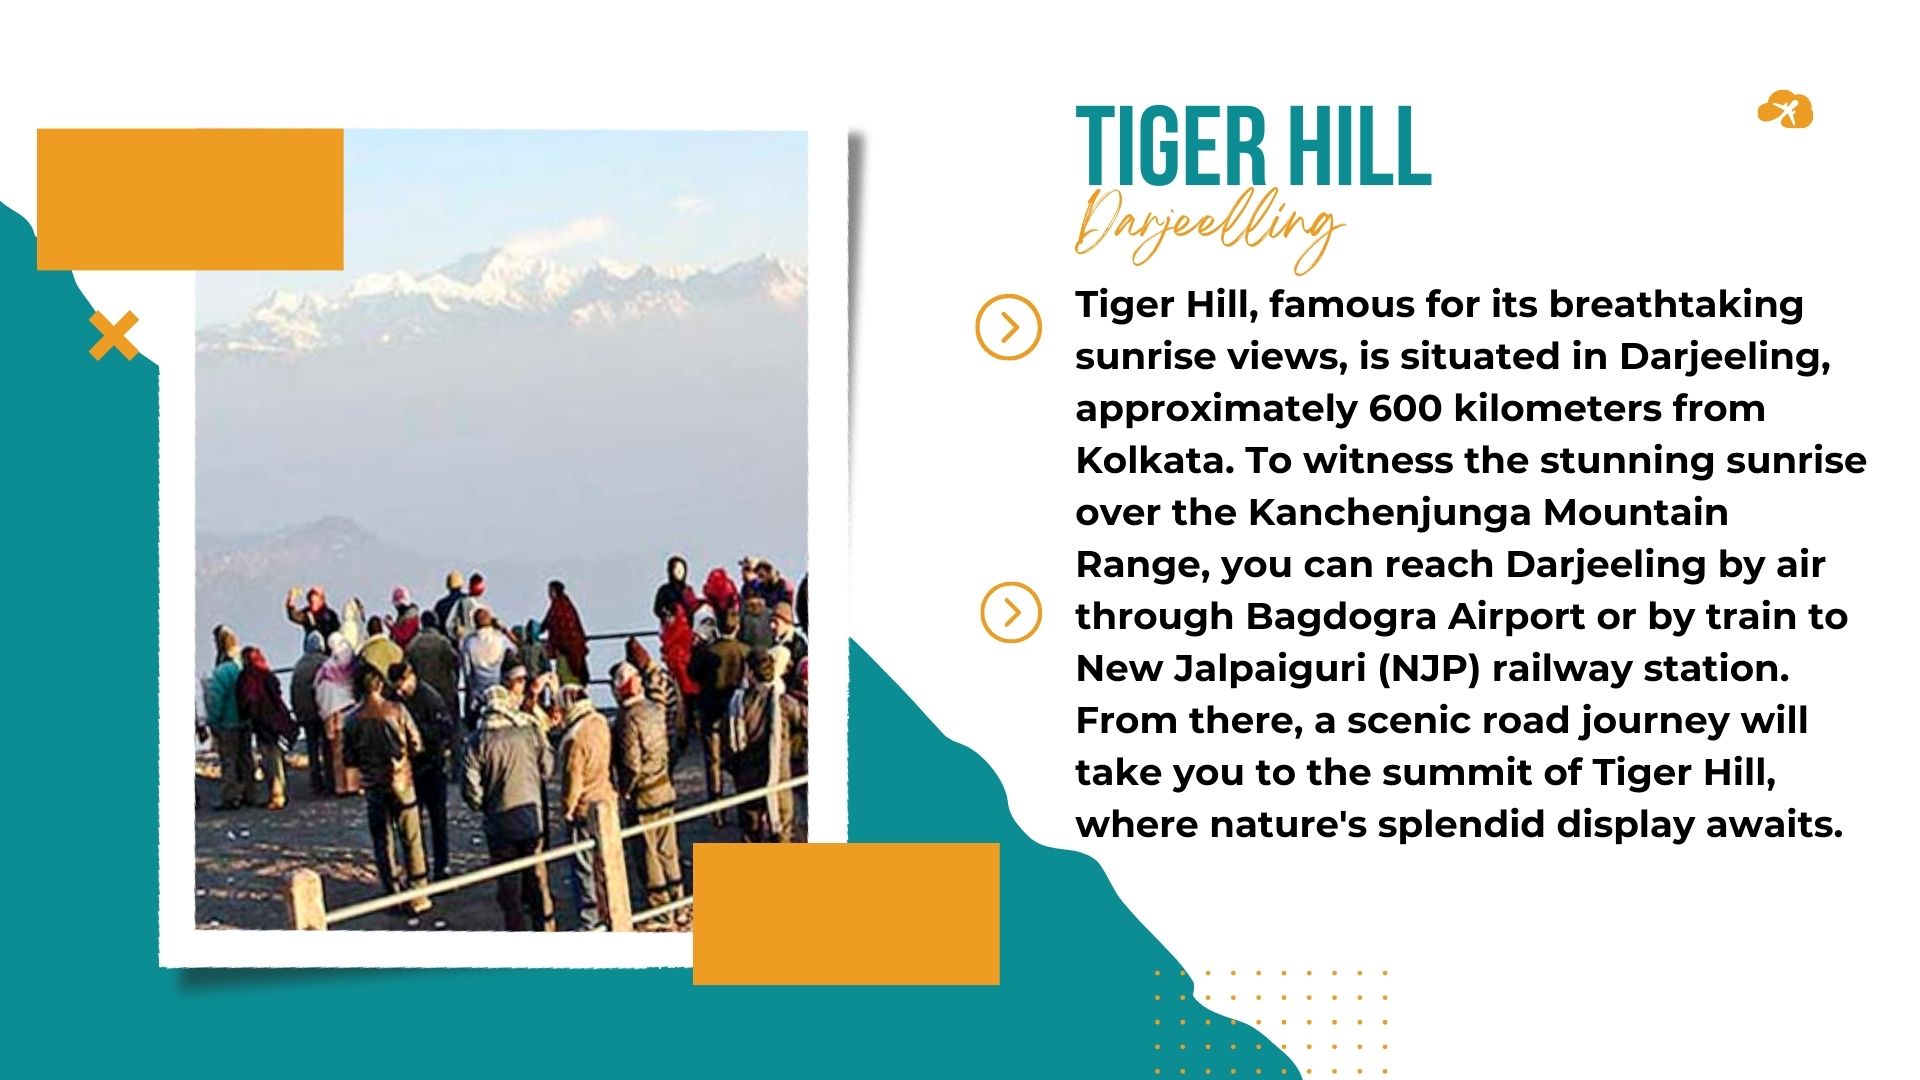 TIGER HILL
Darjeelling
Tiger Hill, famous for its breathtaking
sunrise views, is situated in Darjeeling,
approximately 600 kilometers from
Kolkata. To witness the stunning sunrise
over the Kanchenjunga Mountain
Range, you can reach Darjeeling by air
through Bagdogra Airport or by train to
New Jalpaiguri (NJP) railway station.
From there, a scenic road journey will
take you to the summit of Tiger Hill,
where nature's splendid display awaits.